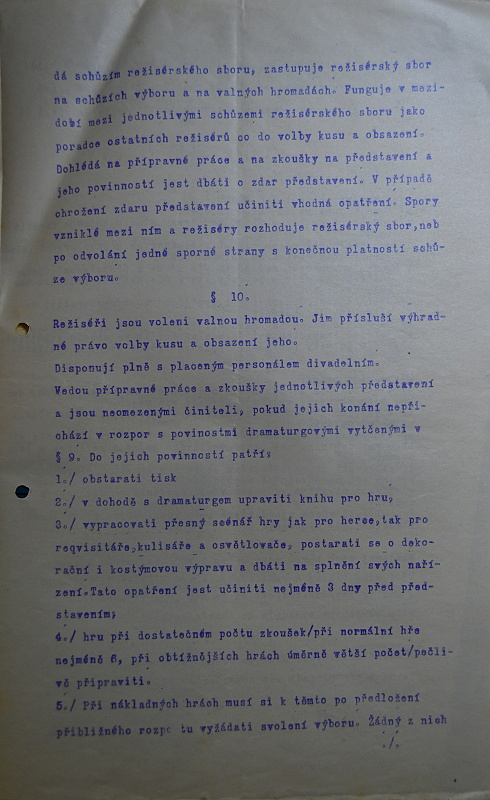 dá schůzím režisérského sboru, zastupuje režisérský sbor
na schůzích výboru a na valných hromadách. Funguje v mezi-
dobí mezi jednotlivými schůzemi režisérského sboru jako
poradce ostatních režisérů co do volby kusu a obsazení.
Dohlédá na přípravné práce a na zkoušky na představení a
jeho povinností jest dbáti o zdar představení. V případě
ohrožení zdaru představení učiniti vhodná opatření. Spory
vzniklé mezi ním a režiséry rozhoduje režisérský sbor,neb
po odvolání jedné sporné strany s konečnou platností schů-
ze výboru.
§ 10.
Režiséři jsou voleni valnou hromadou. Jim přísluší výhrad-
né právo volby kusu a obsazení jeho.
Disponují plně s placeným personálem divadelním.
Vedou přípravné práce a zkoušky jednotlivých představení
a jsou neomezenými činiteli, pokud jejich konání nepři-
chází v rozpor s povinostmi dramaturgovými vytčenými v
§ 9. Do jejich povinností patří:
1./ obstarati tisk
2./ v dohodě s dramaturgem upraviti knihu pro hru,
3./ vypracovati přesný scénář hry jak pro herce,tak pro
reqvisitáře,kulisáře a osvětlovače, postarati se o deko-
rační i kostýmovou výpravu a dbáti na splnění svých naří-
zení.Tato opatření jest učiniti nejméně 3 dny před před-
stavením;
4./ hru při dostatečném počtu zkoušek/při normální hře
nejméně 6, při obtížnějších hrách úměrně větší počet/pečli-
vě připraviti.
5./ Při nákladných hrách musí si k těmto po předložení
přibližného rozpo tu vyžádati svolení výboru. Žádný z nich
./.